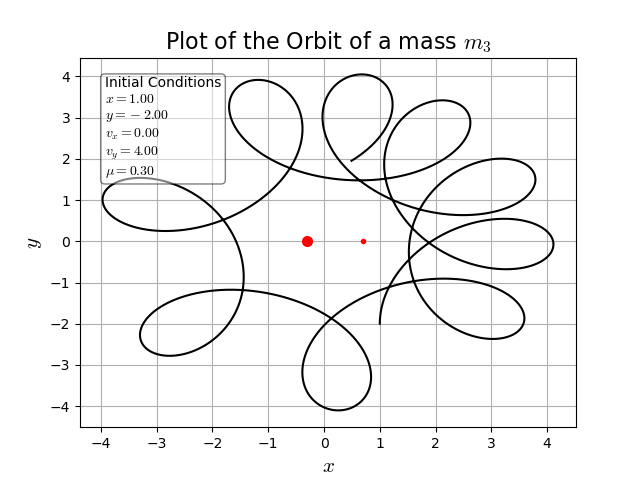 Plot of the Orbit of a mass m₃
Initial Conditions
x = 1.00
y = − 2.00
vₓ = 0.00
v_y = 4.00
μ = 0.30
4
3
2
1
0
−1
−2
−3
−4
y
−4 −3 −2 −1 0 1 2 3 4
x